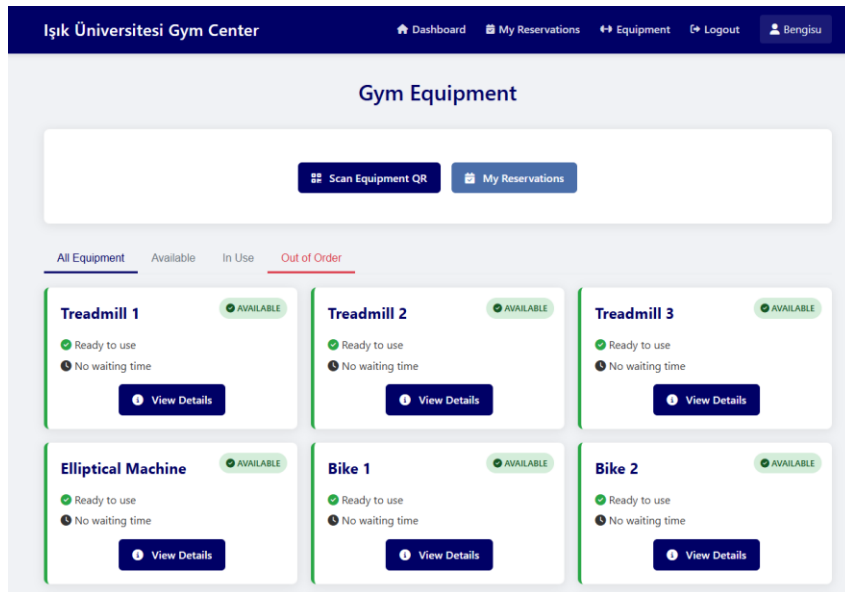 Işık Üniversitesi Gym Center Dashboard My Reservations Equipment Logout Bengisu
Gym Equipment
Scan Equipment QR My Reservations
All Equipment Available In Use Out of Order
Treadmill 1 AVAILABLE
Ready to use
No waiting time
View Details
Treadmill 2 AVAILABLE
Ready to use
No waiting time
View Details
Treadmill 3 AVAILABLE
Ready to use
No waiting time
View Details
Elliptical Machine AVAILABLE
Ready to use
No waiting time
View Details
Bike 1 AVAILABLE
Ready to use
No waiting time
View Details
Bike 2 AVAILABLE
Ready to use
No waiting time
View Details